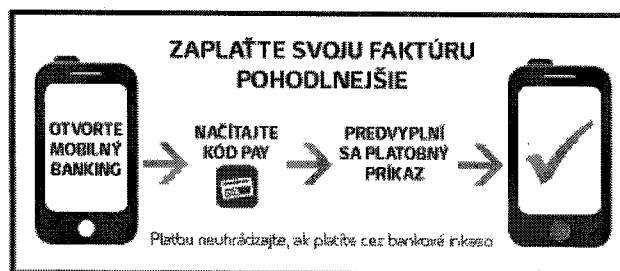 ZAPLAŤTE SVOJU FAKTÚRU
POHODLNEJŠIE
OTVORTE
MOBILNÝ
BANKING
NAČÍTAJTE
KÓD PAY
PREDVYPLNÍ
SA PLATOBNÝ
PRÍKAZ
Platbu neuhrádzajte, ak platíte cez bankové inkaso